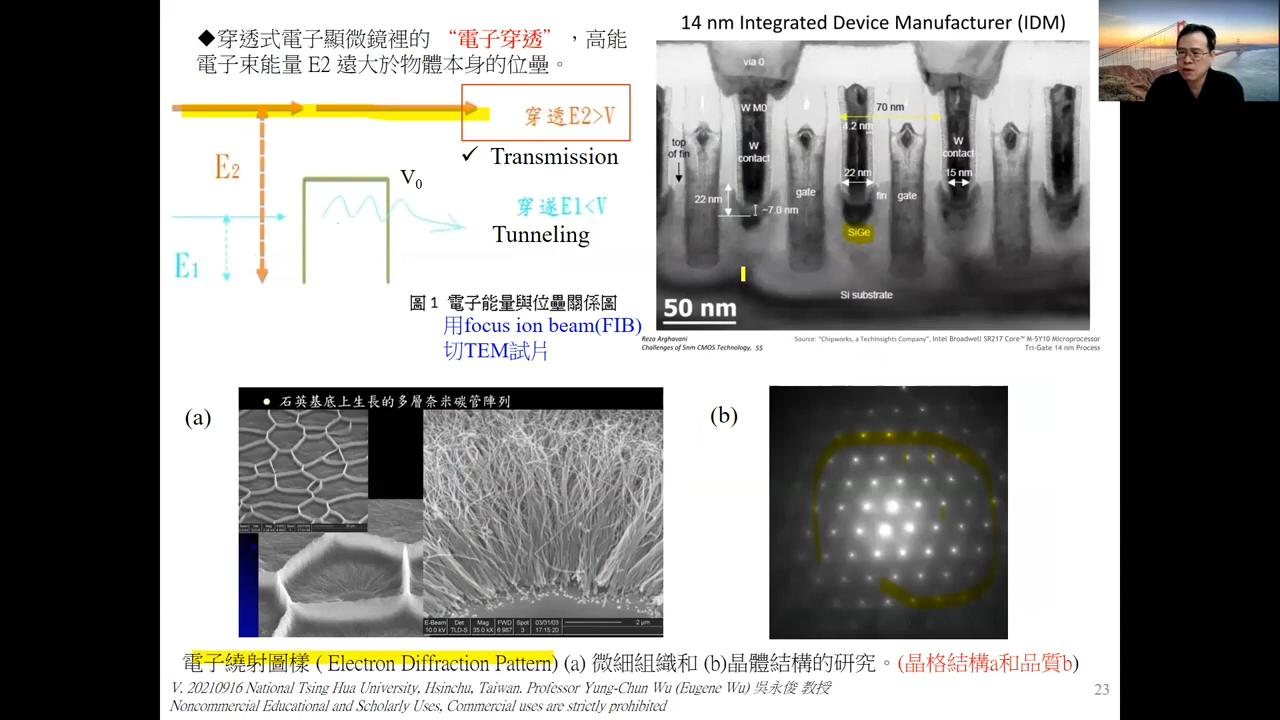 ◆穿透式電子顯微鏡裡的 “電子穿透” ,高能
電子束能量 E2 遠大於物體本身的位壘。
穿透E2>V
✓ Transmission
E2
V0
穿遂E1<V
Tunneling
E1
圖 1 電子能量與位壘關係圖
用focus ion beam(FIB)
切TEM試片
14 nm Integrated Device Manufacturer (IDM)
via 0
W M0
70 nm
4.2 nm
top
of fin
W
contact
W
contact
22 nm
15 nm
gate
fin
gate
22 nm
~7.0 nm
SiGe
Si substrate
50 nm
Reza Arghavani
Challenges of 5nm CMOS Technology, 55
Source: "Chipworks, a TechInsights Company", Intel Broadwell SR217 Core™ M-5Y10 Microprocessor
Tri-Gate 14 nm Process
(a)
● 石英基底上生長的多層奈米碳管陣列
E-Beam Det Mag FWD Spot 03/31/03
10.0 kV TLD-S 35.0 kX 6.987 3 17:15:20 2 µm
(b)
電子繞射圖樣 ( Electron Diffraction Pattern) (a) 微細組織和 (b)晶體結構的研究。(晶格結構a和品質b)
V. 20210916 National Tsing Hua University, Hsinchu, Taiwan. Professor Yung-Chun Wu (Eugene Wu) 吳永俊 教授
Noncommercial Educational and Scholarly Uses, Commercial uses are strictly prohibited
23